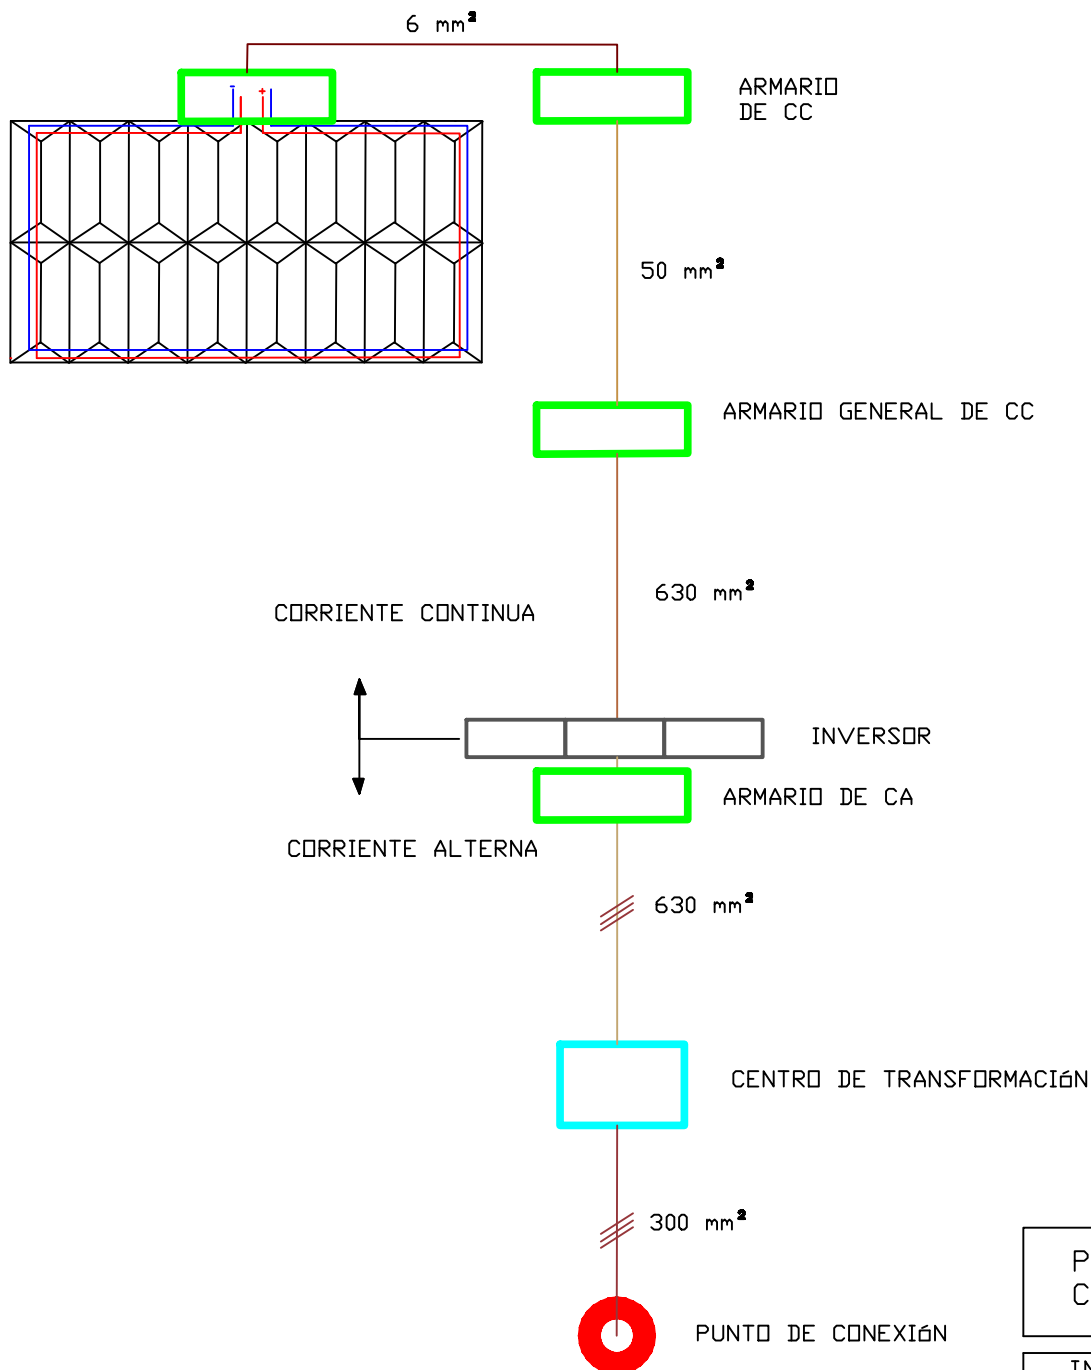 6 mm²
- +
ARMARIO
DE CC
50 mm²
ARMARIO GENERAL DE CC
630 mm²
CORRIENTE CONTINUA
INVERSOR
ARMARIO DE CA
CORRIENTE ALTERNA
630 mm²
CENTRO DE TRANSFORMACIóN
300 mm²
P
C
PUNTO DE CONEXIóN
IN